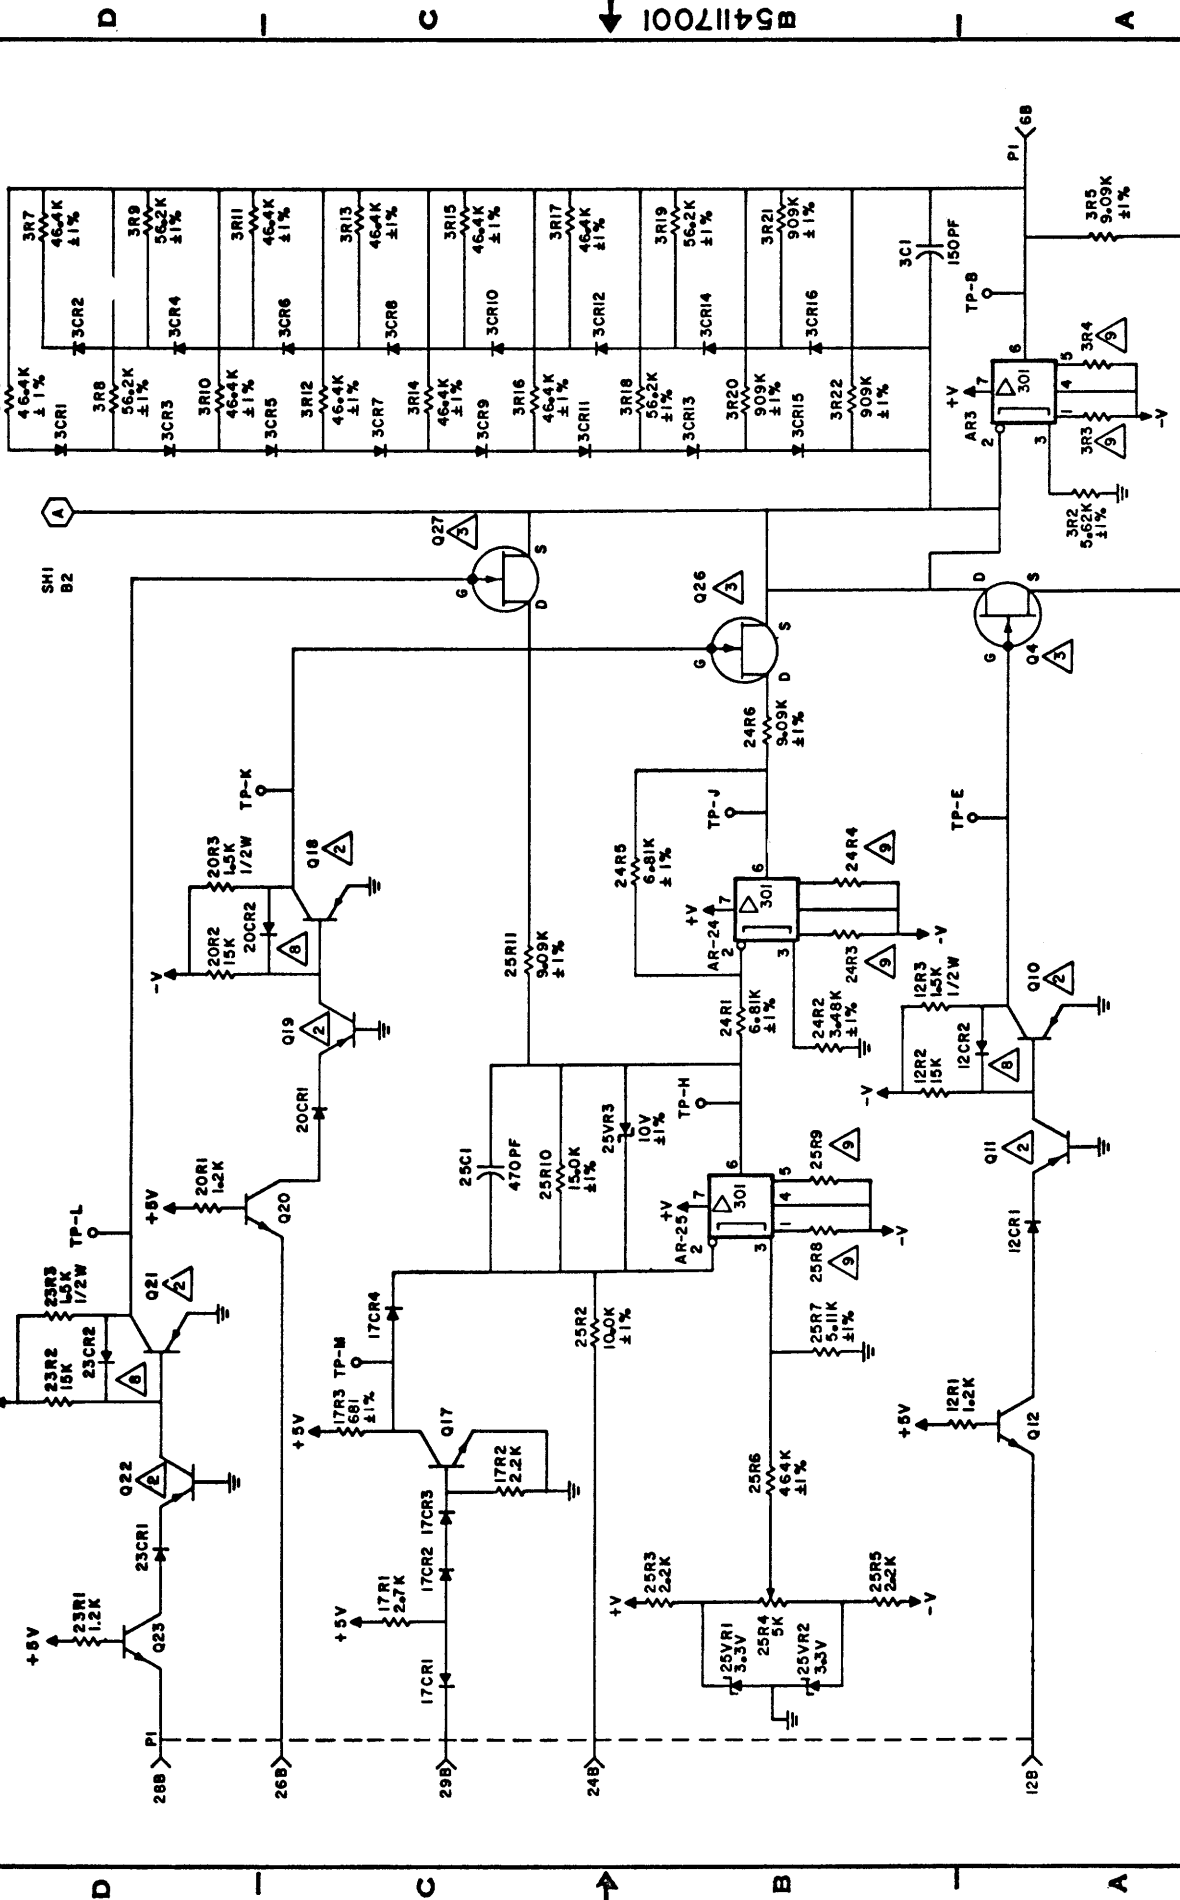 D
C
B
A
854117001
3R7
46.4K
±1%
3R9
56.2K
±1%
3R11
46.4K
±1%
3R13
46.4K
±1%
3R15
46.4K
±1%
3R17
46.4K
±1%
3R19
56.2K
±1%
3R21
909K
±1%
3C1
150PF
P1
6B
3R5
9.09K
±1%
TP-B
3CR2
3CR4
3CR6
3CR8
3CR10
3CR12
3CR14
3CR16
46.4K
±1%
3R8
56.2K
±1%
3R10
46.4K
±1%
3R12
46.4K
±1%
3R14
46.4K
±1%
3R16
46.4K
±1%
3R18
56.2K
±1%
3R20
909K
±1%
3R22
909K
±1%
3CR1
3CR3
3CR5
3CR7
3CR9
3CR11
3CR13
3CR15
+V
AR3
301
2
3
7
6
5
4
1
3R4
9
3R3
9
-V
3R2
5.62K
±1%
A
SH1
B2
Q27
3
G
D
S
Q26
3
G
D
S
Q4
3
G
D
S
TP-K
20R3
1.5K
1/2W
Q18
2
20R2
15K
20CR2
8
-V
Q19
2
20CR1
20R1
1.2K
+5V
Q20
TP-L
23R3
1.5K
1/2W
Q21
2
23R2
15K
23CR2
8
Q22
2
23CR1
23R1
1.2K
+5V
Q23
24R6
9.09K
±1%
TP-J
24R5
6.81K
±1%
+V
AR-24
301
2
3
7
6
24R4
9
24R3
9
-V
24R1
6.81K
±1%
24R2
3.48K
±1%
25R11
9.09K
±1%
TP-E
12R3
1.5K
1/2W
Q10
2
12R2
15K
12CR2
8
-V
Q11
2
12CR1
12R1
1.2K
+5V
Q12
25C1
470PF
25R10
15.0K
±1%
25VR3
10V
±1%
TP-H
+V
AR-25
301
2
3
7
6
5
4
1
25R9
9
25R8
9
-V
25R7
5.11K
±1%
25R2
10.0K
±1%
17CR4
TP-M
17R3
681
±1%
+5V
Q17
17R2
2.2K
17CR3
17CR2
17R1
2.7K
+5V
17CR1
25R6
464K
±1%
25R3
2.2K
+V
25R5
2.2K
-V
25R4
5K
25VR1
3.3V
25VR2
3.3V
P1
28B
26B
29B
24B
12B
D
C
B
A